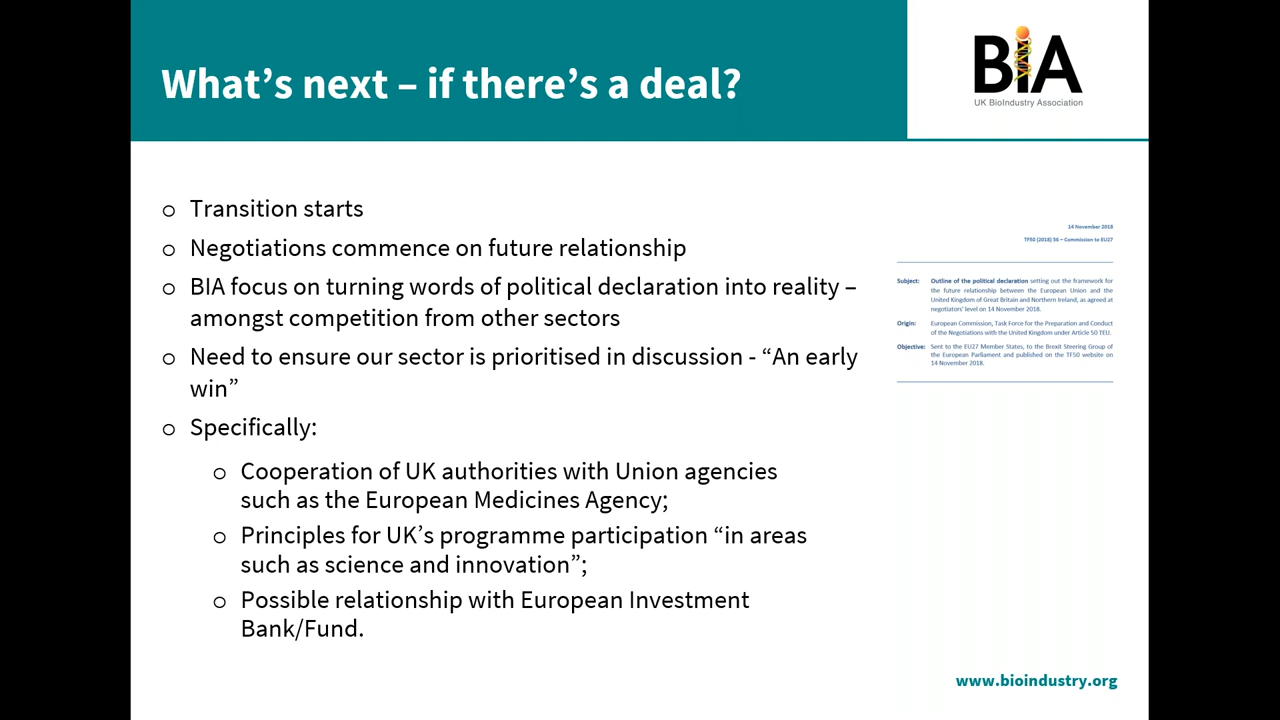 What’s next – if there’s a deal?
BiA
UK BioIndustry Association
o Transition starts
o Negotiations commence on future relationship
o BIA focus on turning words of political declaration into reality –
amongst competition from other sectors
o Need to ensure our sector is prioritised in discussion - “An early
win”
o Specifically:
o Cooperation of UK authorities with Union agencies
such as the European Medicines Agency;
o Principles for UK’s programme participation “in areas
such as science and innovation”;
o Possible relationship with European Investment
Bank/Fund.
14 November 2018
TF50 (2018) 56 – Commission to EU27
Subject: Outline of the political declaration setting out the framework for
the future relationship between the European Union and the
United Kingdom of Great Britain and Northern Ireland, as agreed at
negotiators' level on 14 November 2018.
Origin: European Commission, Task Force for the Preparation and Conduct
of the Negotiations with the United Kingdom under Article 50 TEU.
Objective: Sent to the EU27 Member States, to the Brexit Steering Group of
the European Parliament and published on the TF50 website on
14 November 2018.
www.bioindustry.org